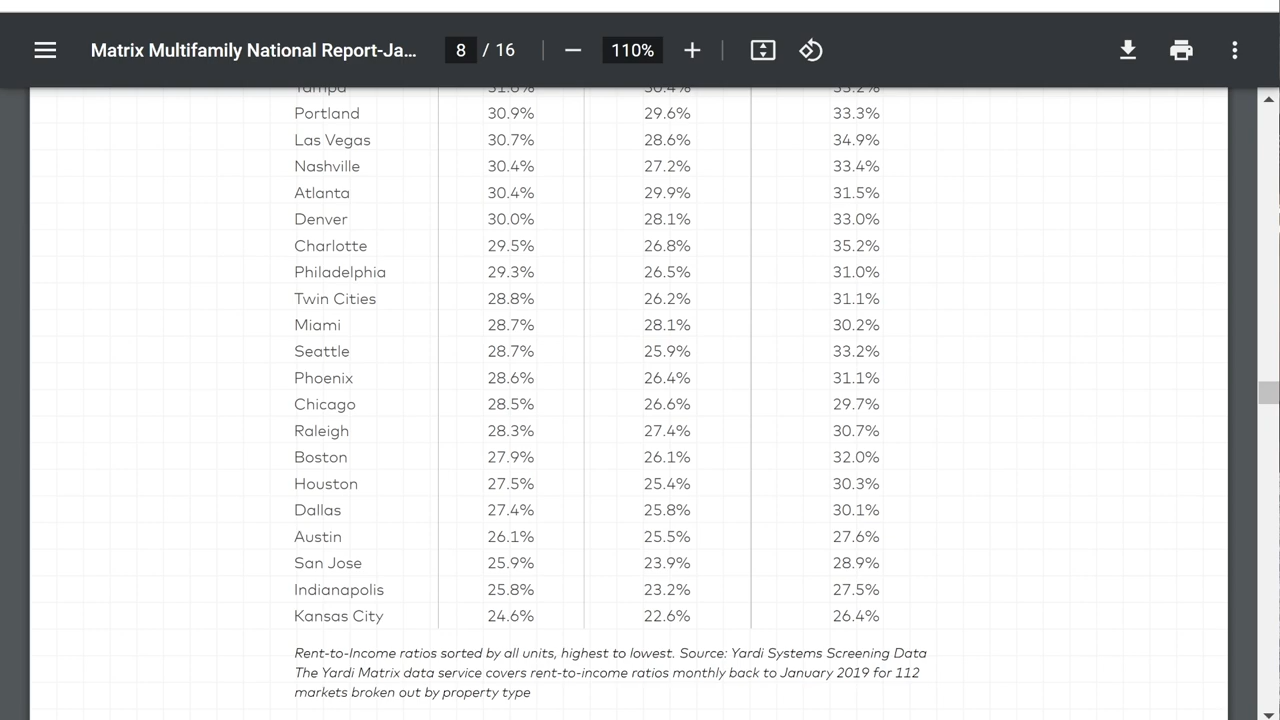 Matrix Multifamily National Report-Ja... 8 / 16 110%
Tampa 31.6% 30.4% 33.2%
Portland 30.9% 29.6% 33.3%
Las Vegas 30.7% 28.6% 34.9%
Nashville 30.4% 27.2% 33.4%
Atlanta 30.4% 29.9% 31.5%
Denver 30.0% 28.1% 33.0%
Charlotte 29.5% 26.8% 35.2%
Philadelphia 29.3% 26.5% 31.0%
Twin Cities 28.8% 26.2% 31.1%
Miami 28.7% 28.1% 30.2%
Seattle 28.7% 25.9% 33.2%
Phoenix 28.6% 26.4% 31.1%
Chicago 28.5% 26.6% 29.7%
Raleigh 28.3% 27.4% 30.7%
Boston 27.9% 26.1% 32.0%
Houston 27.5% 25.4% 30.3%
Dallas 27.4% 25.8% 30.1%
Austin 26.1% 25.5% 27.6%
San Jose 25.9% 23.9% 28.9%
Indianapolis 25.8% 23.2% 27.5%
Kansas City 24.6% 22.6% 26.4%
Rent-to-Income ratios sorted by all units, highest to lowest. Source: Yardi Systems Screening Data
The Yardi Matrix data service covers rent-to-income ratios monthly back to January 2019 for 112
markets broken out by property type